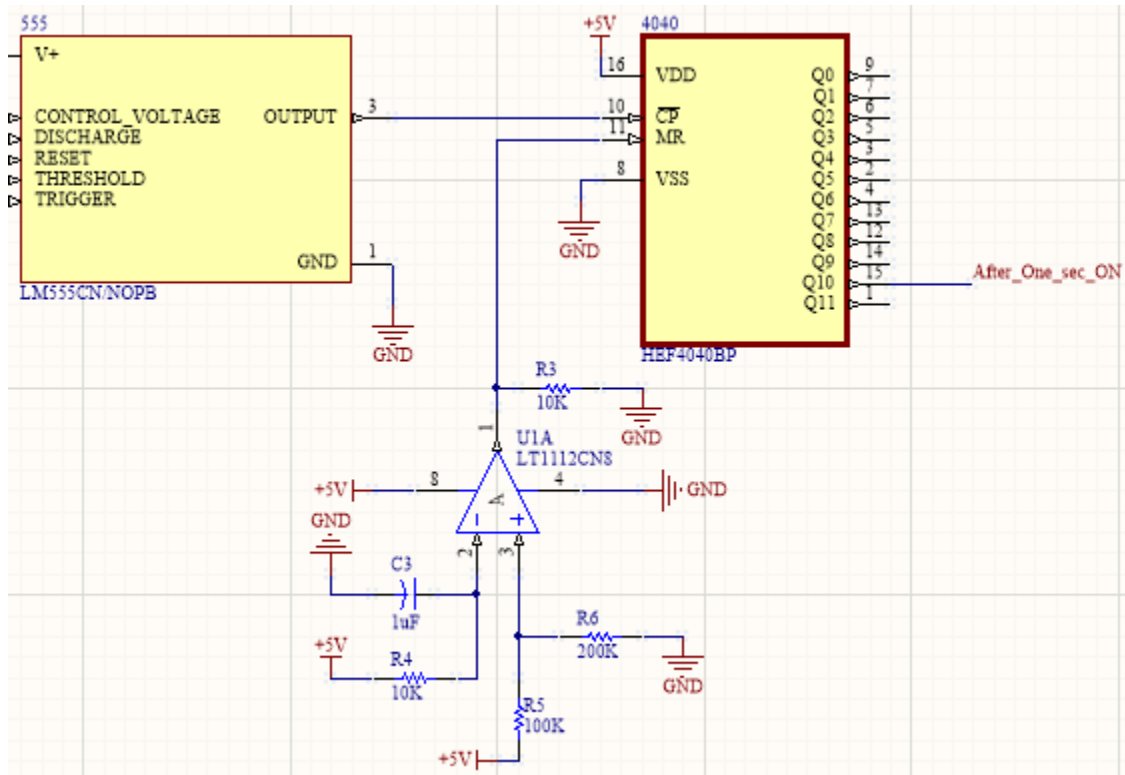 555
V+
CONTROL_VOLTAGE
DISCHARGE
RESET
THRESHOLD
TRIGGER
OUTPUT
3
GND
1
LM555CN/NOPB
GND
+5V
4040
16
VDD
10
CP
11
MR
8
VSS
GND
Q0
9
Q1
7
Q2
6
Q3
5
Q4
3
Q5
2
Q6
4
Q7
13
Q8
12
Q9
14
Q10
15
Q11
1
After_One_sec_ON
HEF4040BP
R3
10K
GND
1
U1A
LT1112CN8
+5V
8
A
4
GND
GND
2
3
C3
1uF
R6
200K
GND
+5V
R4
10K
R5
100K
+5V